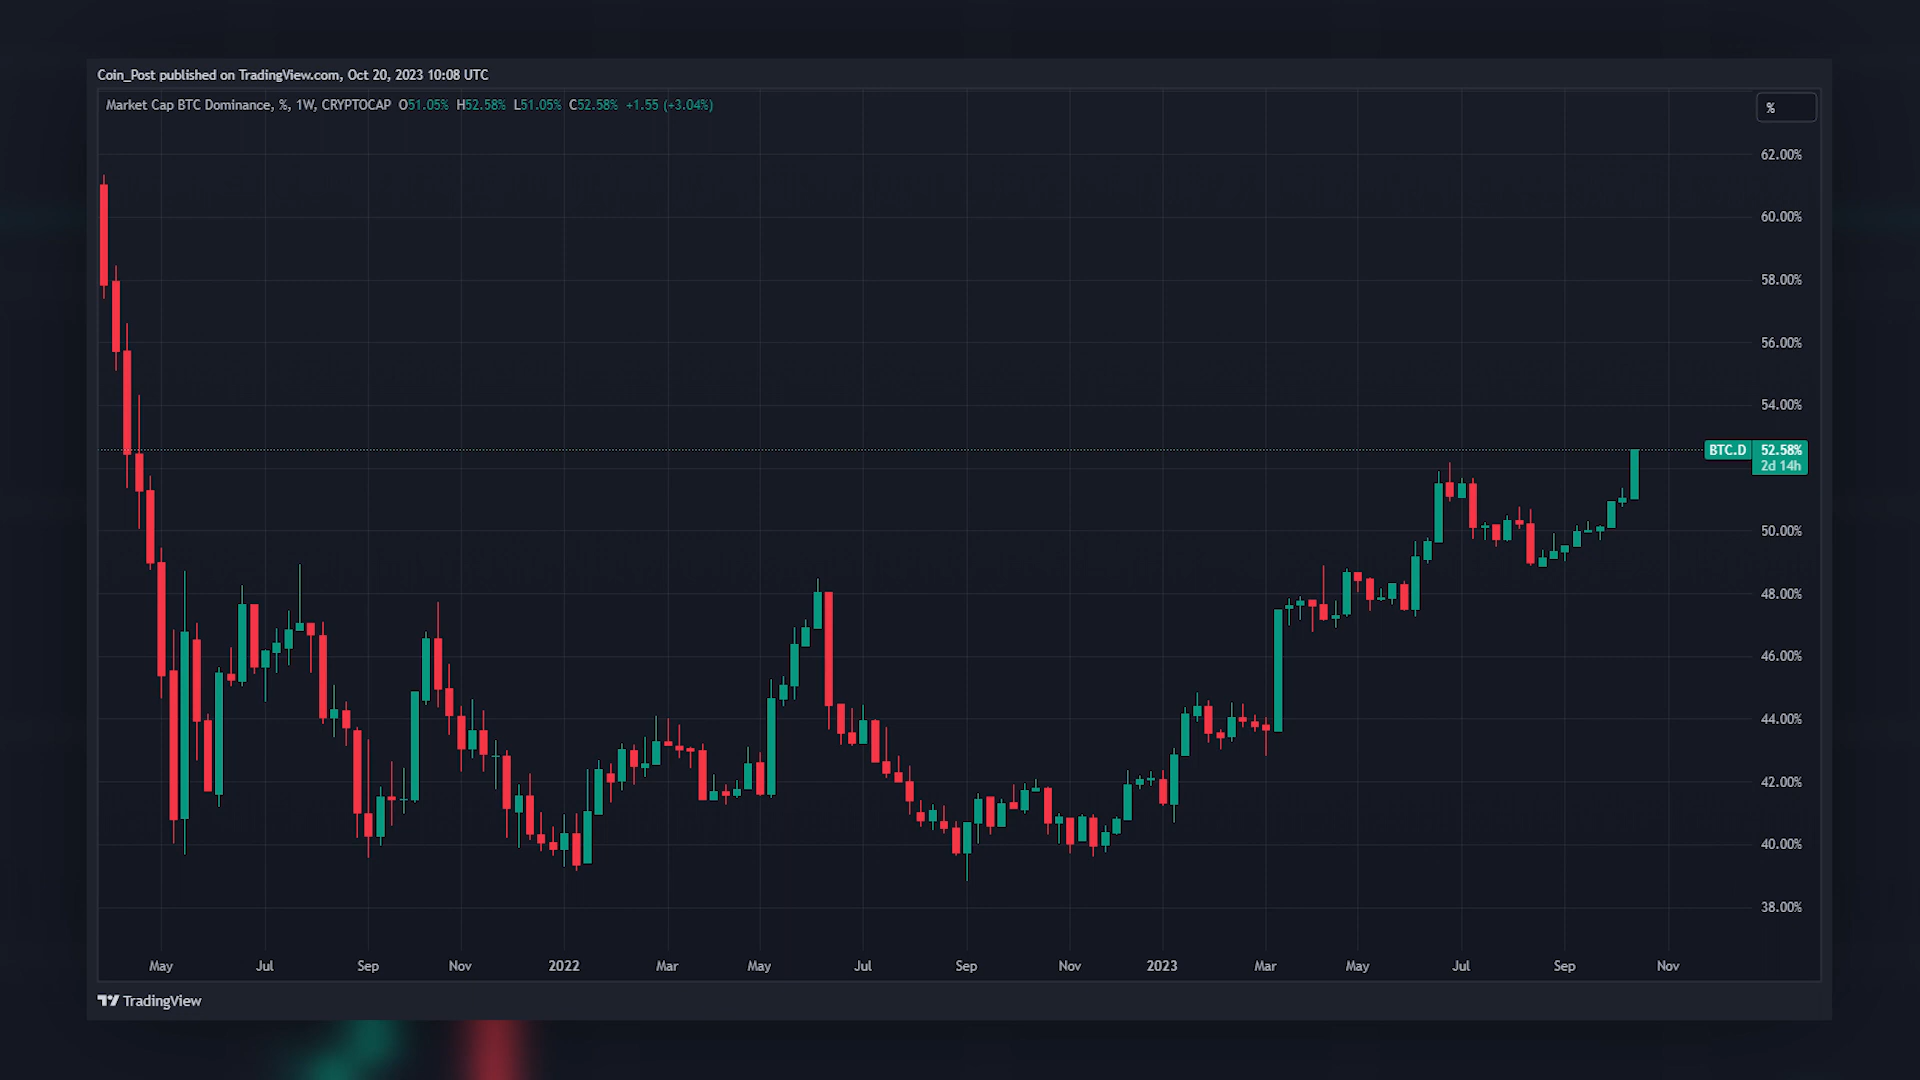 Coin_Post published on TradingView.com, Oct 20, 2023 10:08 UTC
Market Cap BTC Dominance, %, 1W, CRYPTOCAP O51.05% H52.58% L51.05% C52.58% +1.55 (+3.04%)
%
62.00%
60.00%
58.00%
56.00%
54.00%
BTC.D 52.58%
2d 14h
50.00%
48.00%
46.00%
44.00%
42.00%
40.00%
38.00%
May Jul Sep Nov 2022 Mar May Jul Sep Nov 2023 Mar May Jul Sep Nov
TradingView